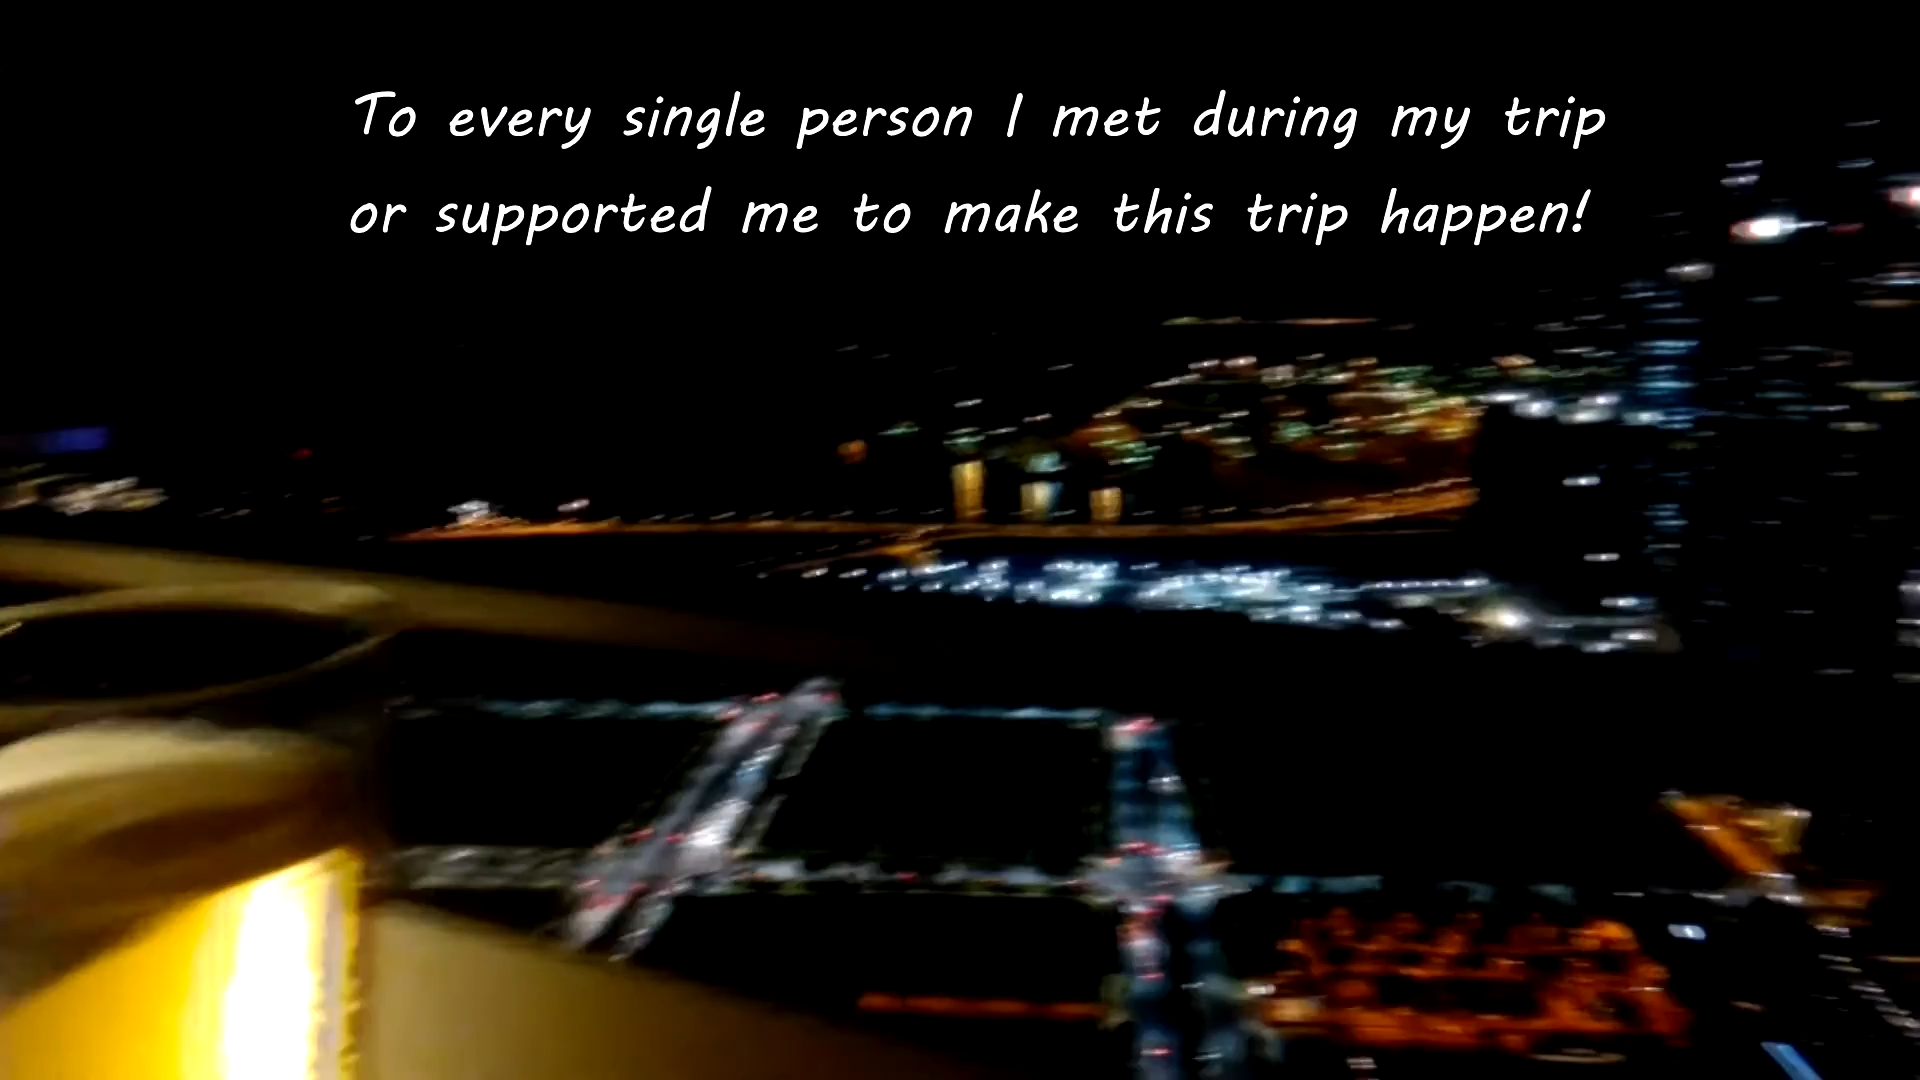 To every single person I met during my trip
or supported me to make this trip happen!